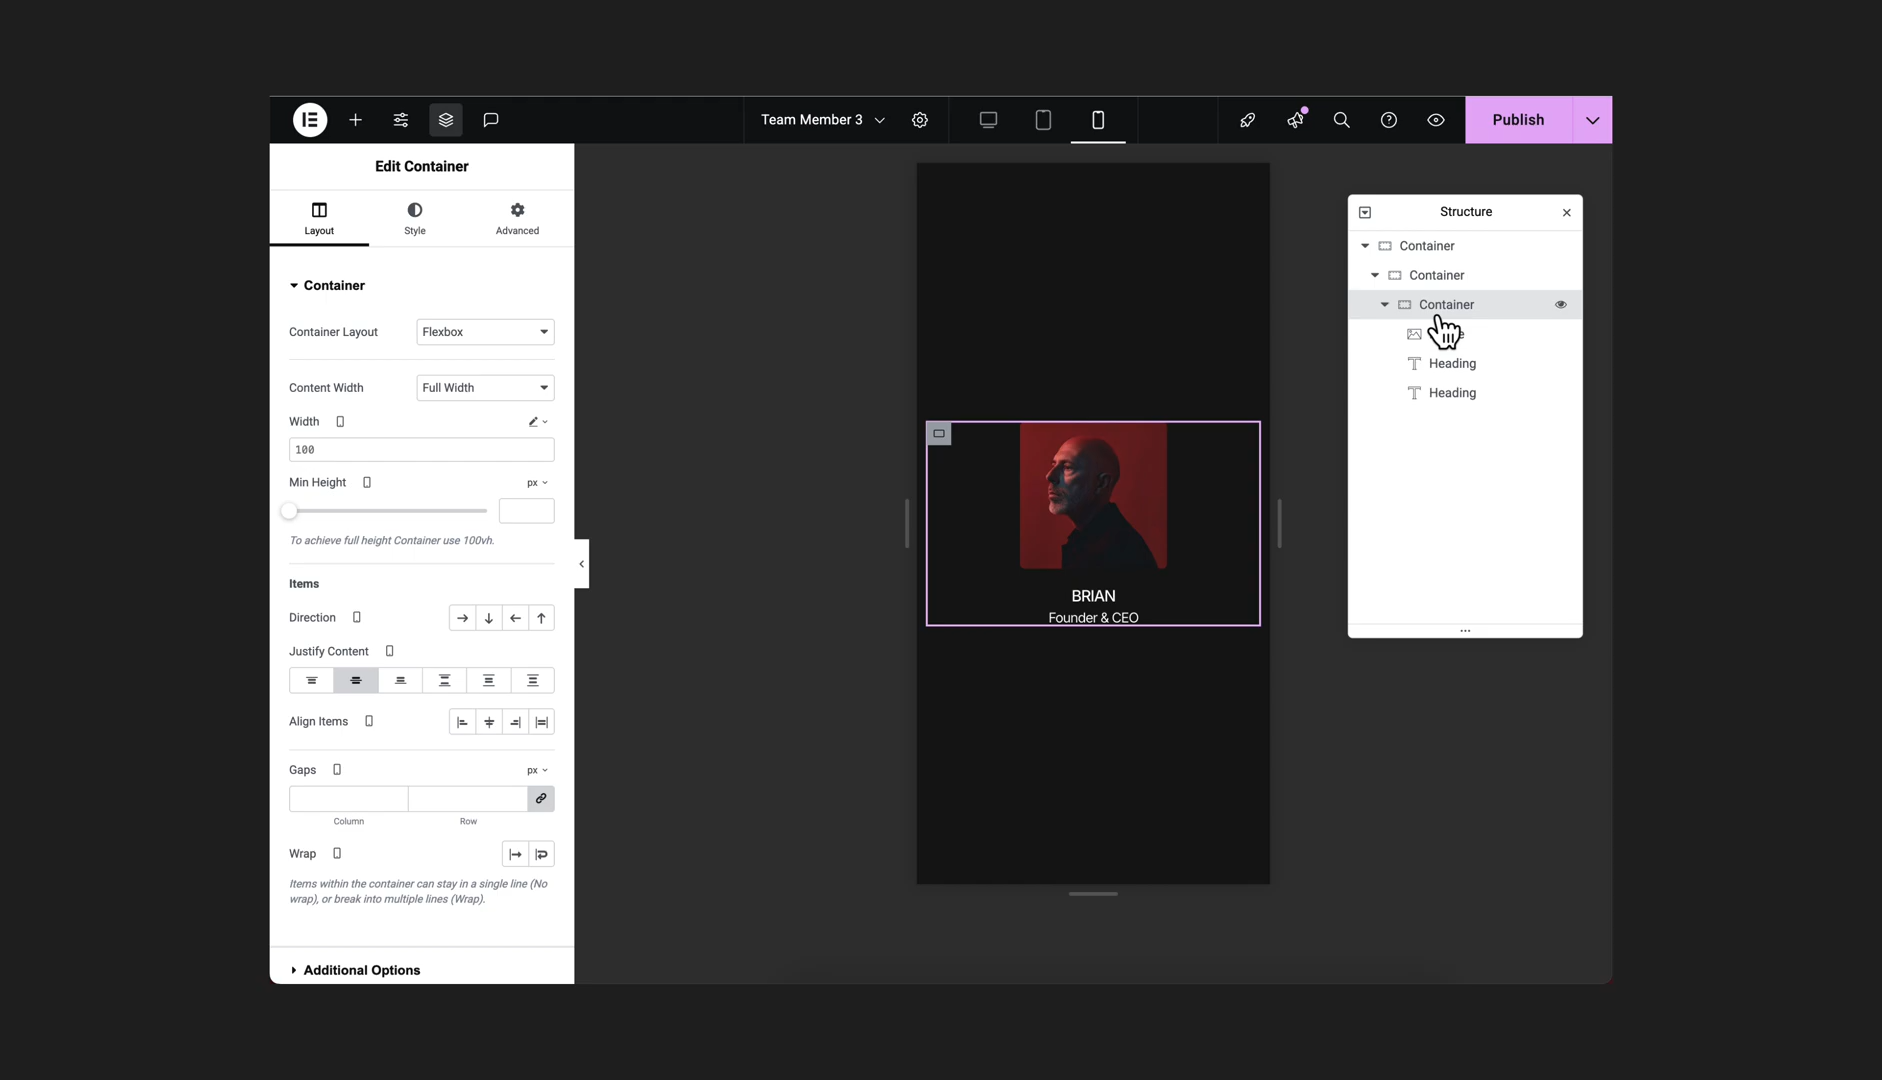 Team Member 3
Publish
Edit Container
Layout
Style
Advanced
Container
Container Layout
Flexbox
Content Width
Full Width
Width
100
Min Height
px
To achieve full height Container use 100vh.
Items
Direction
Justify Content
Align Items
Gaps
px
Column
Row
Wrap
Items within the container can stay in a single line (No
wrap), or break into multiple lines (Wrap).
Additional Options
BRIAN
Founder & CEO
Structure
Container
Container
Container
Heading
Heading